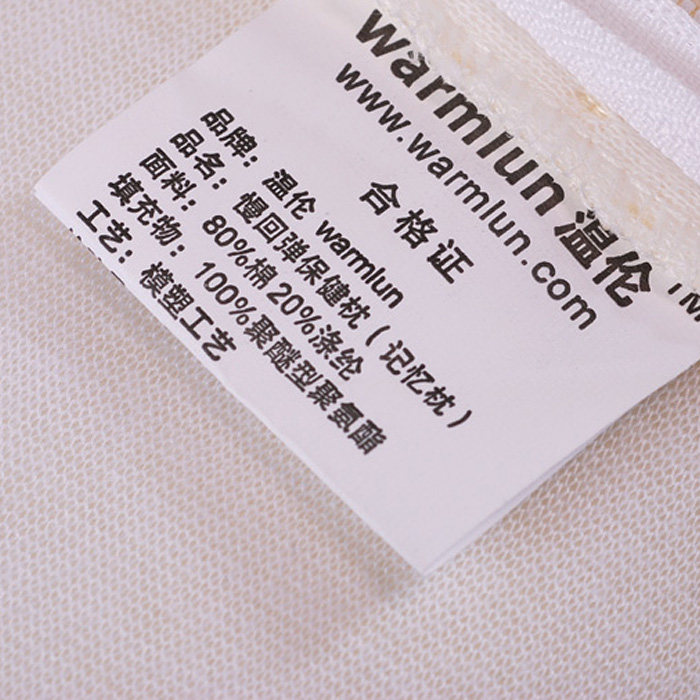 warmlun 温伦
www.warmlun.com
合格证
品牌：温伦 warmlun
品名：慢回弹保健枕（记忆枕）
面料：80%棉 20%涤纶
填充物：100%聚醚型聚氨酯
工艺：模塑工艺